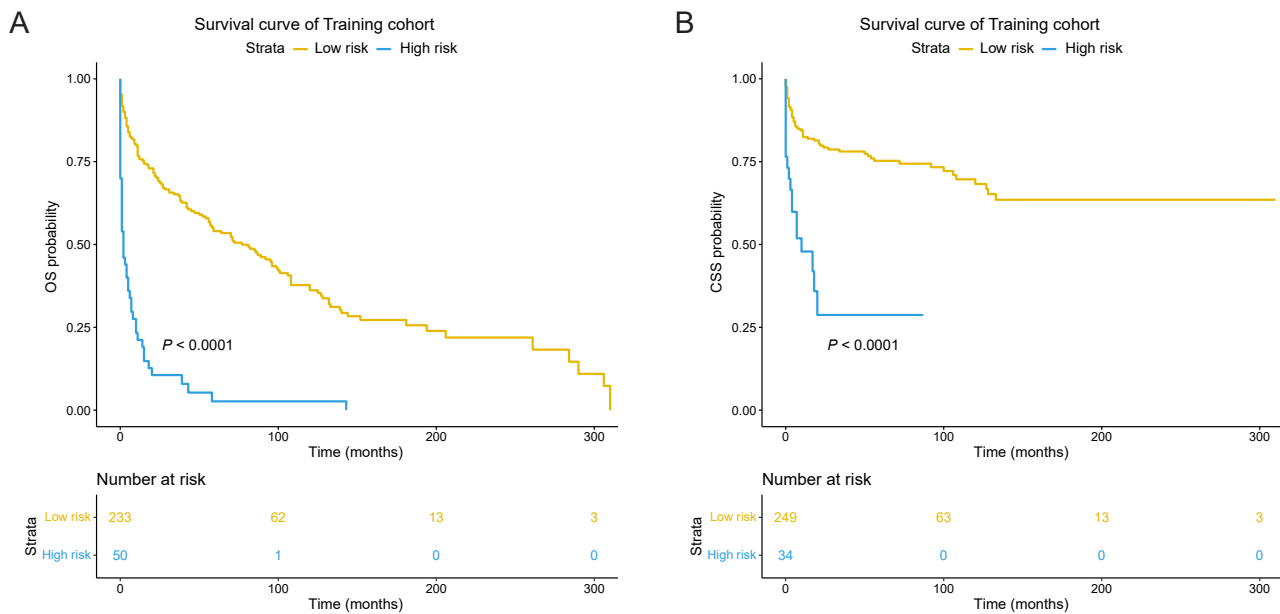 A
Survival curve of Training cohort
Strata Low risk High risk
1.00
0.75
0.50
0.25
0.00
OS probability
P < 0.0001
0 100 200 300
Time (months)
Number at risk
Strata
Low risk 233 62 13 3
High risk 50 1 0 0
0 100 200 300
Time (months)
B
Survival curve of Training cohort
Strata Low risk High risk
1.00
0.75
0.50
0.25
0.00
CSS probability
P < 0.0001
0 100 200 300
Time (months)
Number at risk
Strata
Low risk 249 63 13 3
High risk 34 0 0 0
0 100 200 300
Time (months)